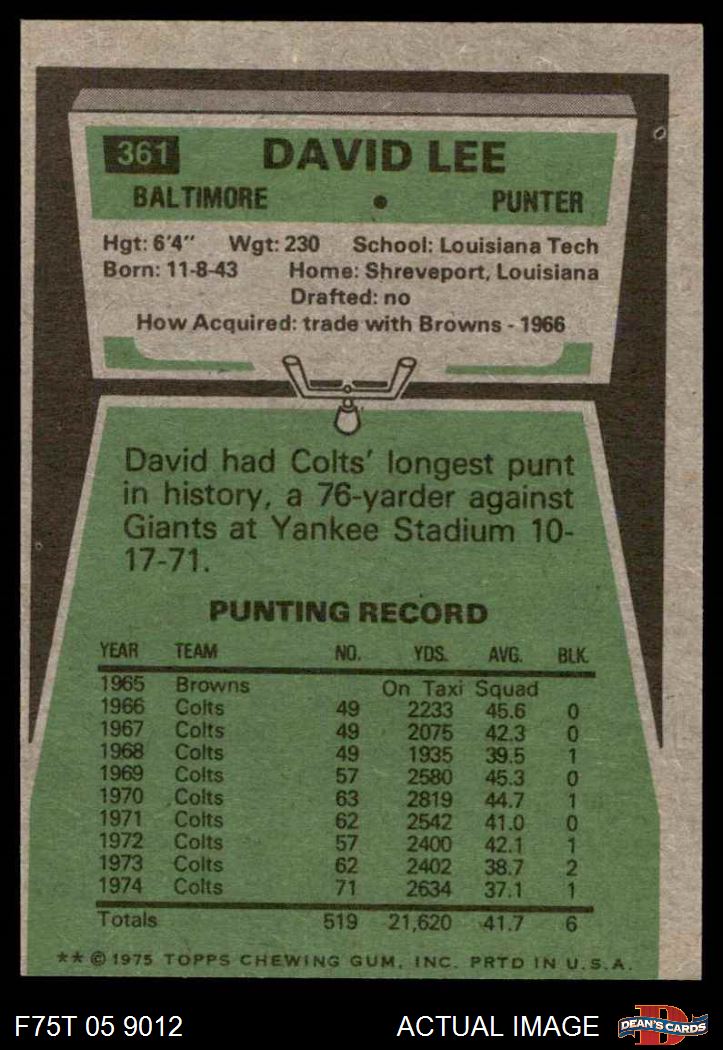 361 DAVID LEE
BALTIMORE • PUNTER
Hgt: 6'4" Wgt: 230 School: Louisiana Tech
Born: 11-8-43 Home: Shreveport, Louisiana
Drafted: no
How Acquired: trade with Browns - 1966
David had Colts' longest punt
in history, a 76-yarder against
Giants at Yankee Stadium 10-
17-71.
PUNTING RECORD
YEAR TEAM NO. YDS. AVG. BLK.
1965 Browns On Taxi Squad
1966 Colts 49 2233 45.6 0
1967 Colts 49 2075 42.3 0
1968 Colts 49 1935 39.5 1
1969 Colts 57 2580 45.3 0
1970 Colts 63 2819 44.7 1
1971 Colts 62 2542 41.0 0
1972 Colts 57 2400 42.1 1
1973 Colts 62 2402 38.7 2
1974 Colts 71 2634 37.1 1
Totals 519 21,620 41.7 6
** © 1975 TOPPS CHEWING GUM, INC. PRTD IN U.S.A.
F75T 05 9012 ACTUAL IMAGE D DEAN'S CARDS